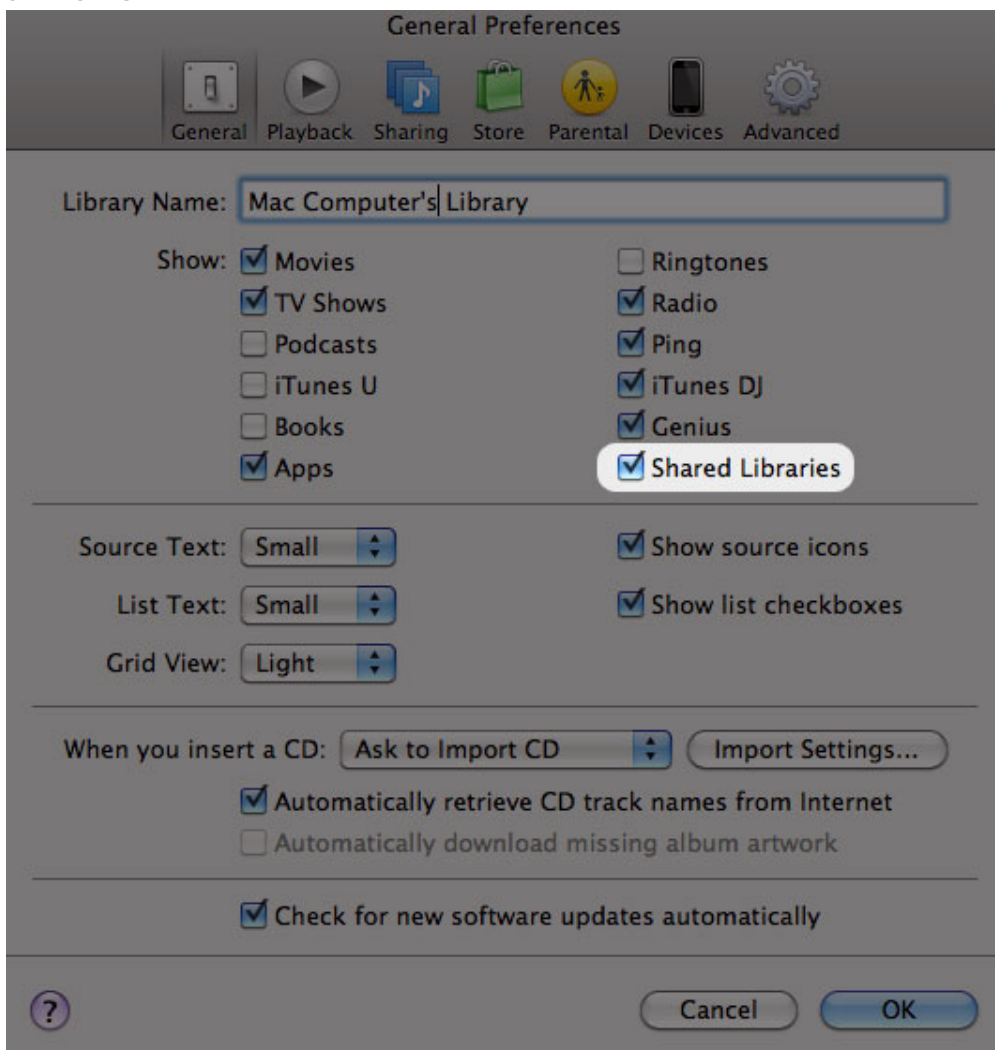 General Preferences
General Playback Sharing Store Parental Devices Advanced
Library Name: Mac Computer's Library
Show: Movies Ringtones
TV Shows Radio
Podcasts Ping
iTunes U iTunes DJ
Books Genius
Apps Shared Libraries
Source Text: Small Show source icons
List Text: Small Show list checkboxes
Grid View: Light
When you insert a CD: Ask to Import CD Import Settings...
Automatically retrieve CD track names from Internet
Automatically download missing album artwork
Check for new software updates automatically
? Cancel OK